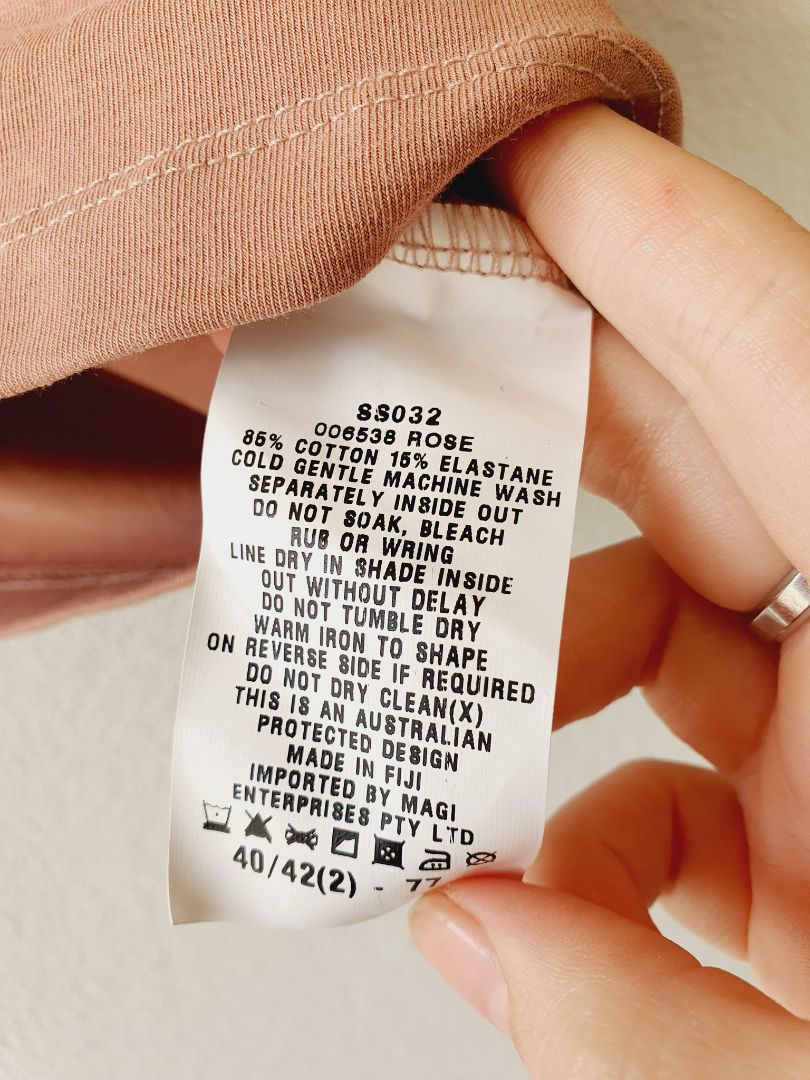 SS032
006538 ROSE
85% COTTON 15% ELASTANE
COLD GENTLE MACHINE WASH
SEPARATELY INSIDE OUT
DO NOT SOAK, BLEACH
RUB OR WRING
LINE DRY IN SHADE INSIDE
OUT WITHOUT DELAY
DO NOT TUMBLE DRY
WARM IRON TO SHAPE
ON REVERSE SIDE IF REQUIRED
DO NOT DRY CLEAN(X)
THIS IS AN AUSTRALIAN
PROTECTED DESIGN
MADE IN FIJI
IMPORTED BY MAGI
ENTERPRISES PTY LTD
40/42(2) -